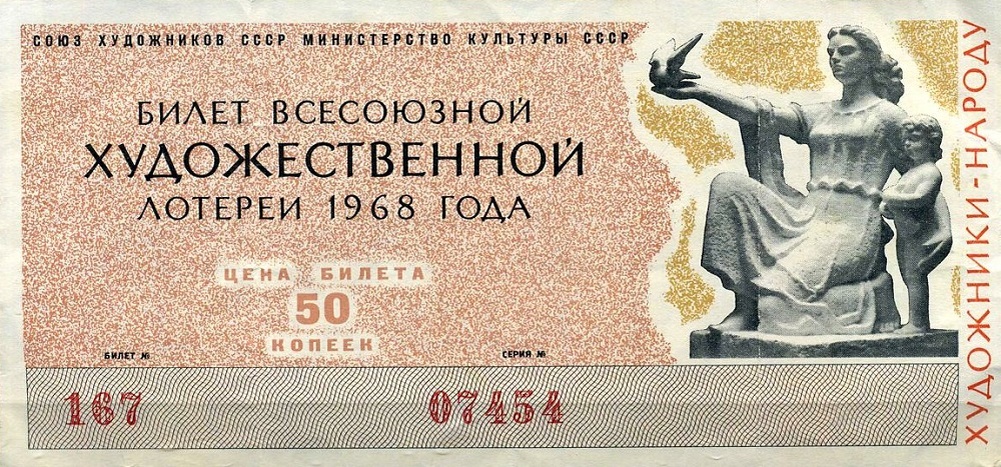 СОЮЗ ХУДОЖНИКОВ СССР МИНИСТЕРСТВО КУЛЬТУРЫ СССР
БИЛЕТ ВСЕСОЮЗНОЙ
ХУДОЖЕСТВЕННОЙ
ЛОТЕРЕИ 1968 ГОДА
ЦЕНА БИЛЕТА
50
КОПЕЕК
БИЛЕТ № СЕРИЯ №
167 07454
ХУДОЖНИКИ-НАРОДУ